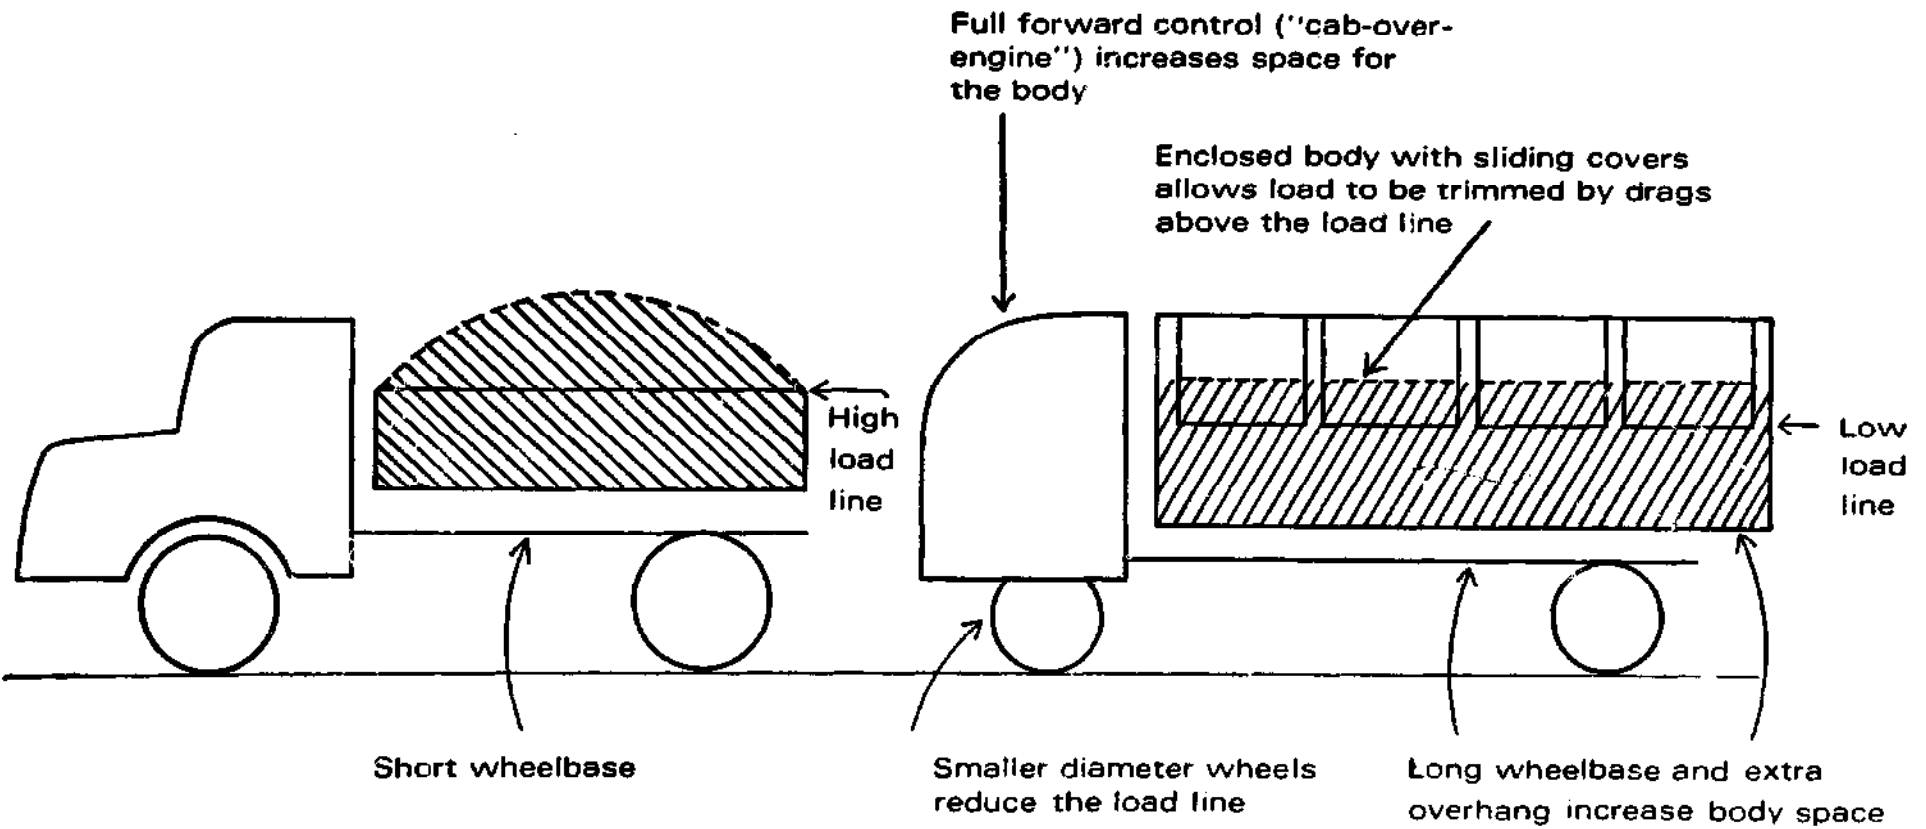 Full forward control ("cab-over-
engine") increases space for
the body
Enclosed body with sliding covers
allows load to be trimmed by drags
above the load line
High
load
line
Low
load
line
Short wheelbase
Smaller diameter wheels
reduce the load line
Long wheelbase and extra
overhang increase body space